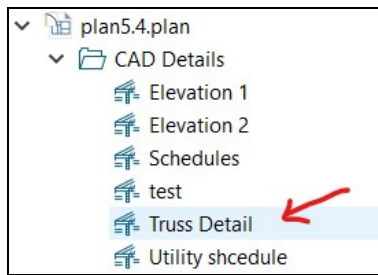 plan5.4.plan
CAD Details
Elevation 1
Elevation 2
Schedules
test
Truss Detail
Utility shcedule